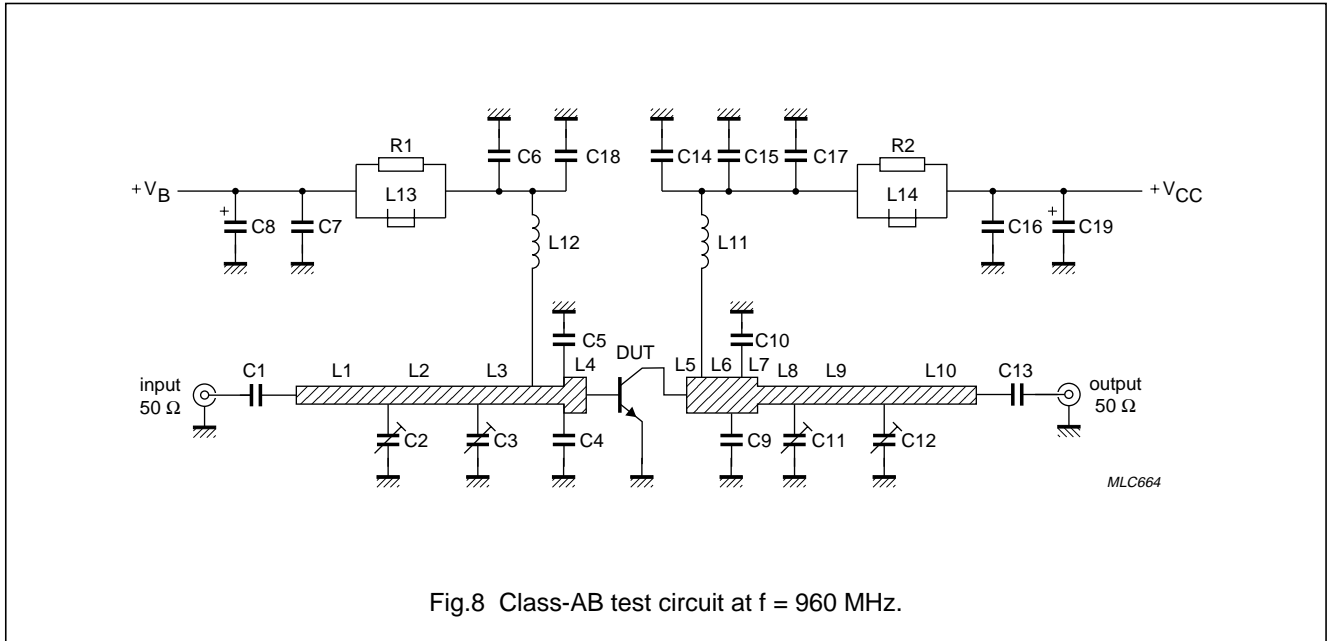 R1
C6
C18
C14
C15
C17
R2
+VB
L13
L14
+VCC
+
C8
C7
L12
L11
C16
+
C19
C5
C10
DUT
C1
L1
L2
L3
L4
L5
L6
L7
L8
L9
L10
C13
input
50 Ω
output
50 Ω
C2
C3
C4
C9
C11
C12
MLC664
Fig.8 Class-AB test circuit at f = 960 MHz.